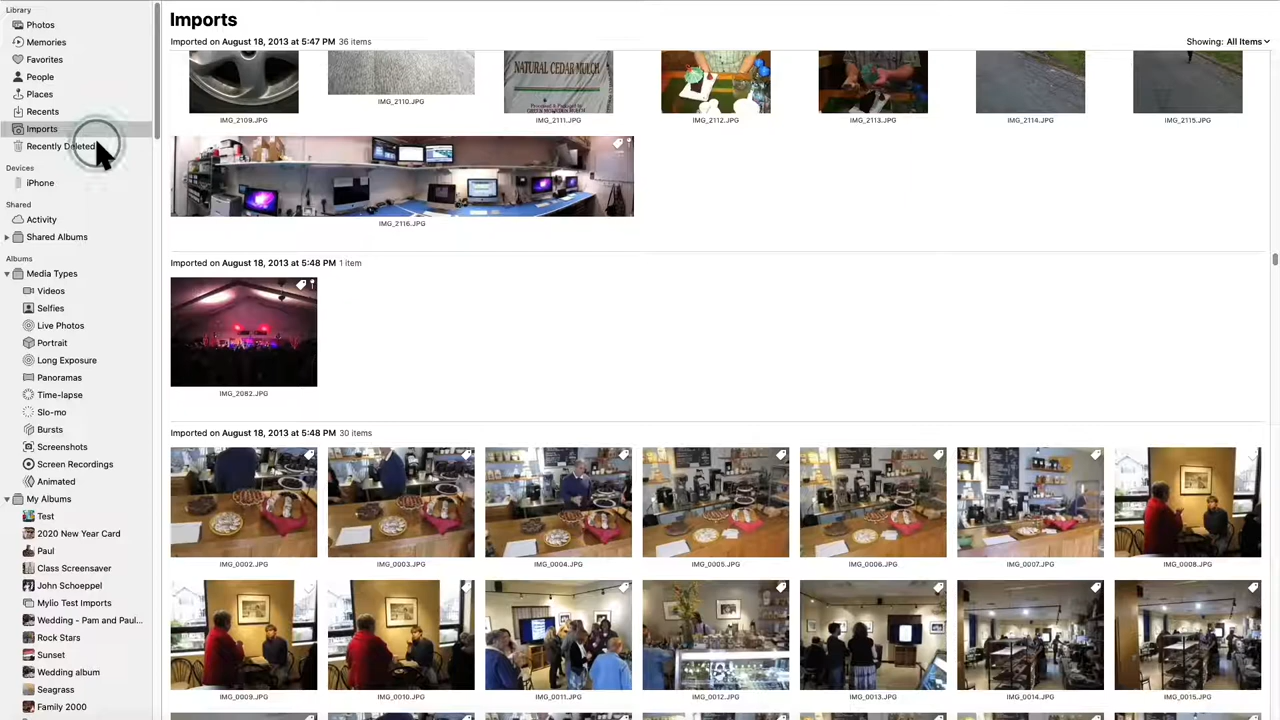 Library
Photos
Memories
Favorites
People
Places
Recents
Imports
Recently Deleted
Devices
iPhone
Shared
Activity
Shared Albums
Albums
Media Types
Videos
Selfies
Live Photos
Portrait
Long Exposure
Panoramas
Time-lapse
Slo-mo
Bursts
Screenshots
Screen Recordings
Animated
My Albums
Test
2020 New Year Card
Paul
Class Screensaver
John Schoeppel
Mylio Test Imports
Wedding - Pam and Paul...
Rock Stars
Sunset
Wedding album
Seagrass
Family 2000
Imports
Imported on August 18, 2013 at 5:47 PM 36 items
Showing: All Items
NATURAL CEDAR MULCH
IMG_2109.JPG
IMG_2110.JPG
IMG_2111.JPG
IMG_2112.JPG
IMG_2113.JPG
IMG_2114.JPG
IMG_2115.JPG
IMG_2116.JPG
Imported on August 18, 2013 at 5:48 PM 1 item
IMG_2082.JPG
Imported on August 18, 2013 at 5:48 PM 30 items
IMG_0002.JPG
IMG_0003.JPG
IMG_0004.JPG
IMG_0005.JPG
IMG_0006.JPG
IMG_0007.JPG
IMG_0008.JPG
IMG_0009.JPG
IMG_0010.JPG
IMG_0011.JPG
IMG_0012.JPG
IMG_0013.JPG
IMG_0014.JPG
IMG_0015.JPG